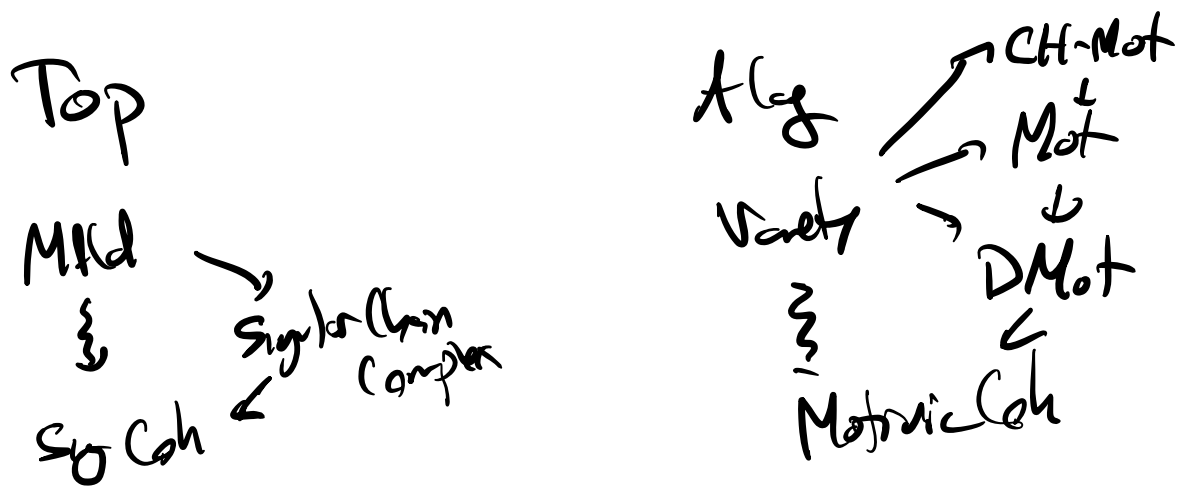 Top
Mfld
Singular Chain
Complex
Sing Coh
Alg
Variety
CH-Mot
Mot
DMot
Motivic Coh